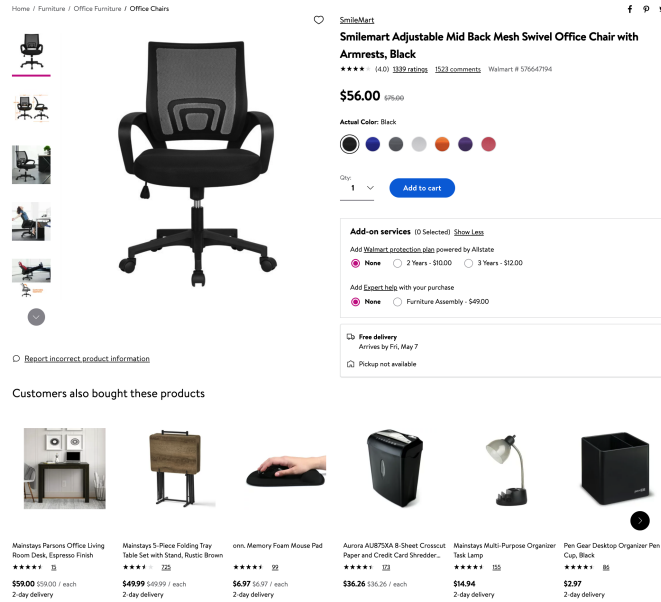 Home / Furniture / Office Furniture / Office Chairs
SmileMart
Smilemart Adjustable Mid Back Mesh Swivel Office Chair with
Armrests, Black
(4.0) 1339 ratings 1523 comments Walmart # 576647194
$56.00 $75.00
Actual Color: Black
Qty:
1
Add to cart
Add-on services (0 Selected) Show Less
Add Walmart protection plan powered by Allstate
None 2 Years - $10.00 3 Years - $12.00
Add Expert help with your purchase
None Furniture Assembly - $49.00
Free delivery
Arrives by Fri, May 7
Pickup not available
Report incorrect product information
Customers also bought these products
Mainstays Parsons Office Living
Room Desk, Espresso Finish
15
$59.00 $59.00 / each
2-day delivery
Mainstays 5-Piece Folding Tray
Table Set with Stand, Rustic Brown
725
$49.99 $49.99 / each
2-day delivery
onn. Memory Foam Mouse Pad
99
$6.97 $6.97 / each
2-day delivery
Aurora AU875XA 8-Sheet Crosscut
Paper and Credit Card Shredder...
173
$36.26 $36.26 / each
Mainstays Multi-Purpose Organizer
Task Lamp
155
$14.94
2-day delivery
Pen Gear Desktop Organizer Pen
Cup, Black
86
$2.97
2-day delivery